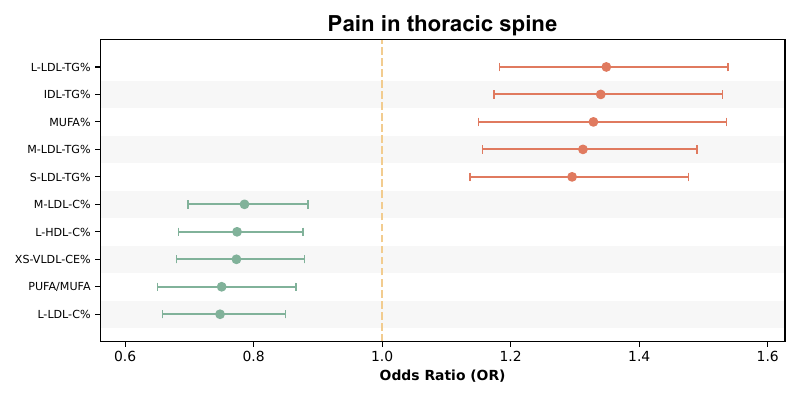 Pain in thoracic spine
L-LDL-TG%
IDL-TG%
MUFA%
M-LDL-TG%
S-LDL-TG%
M-LDL-C%
L-HDL-C%
XS-VLDL-CE%
PUFA/MUFA
L-LDL-C%
0.6 0.8 1.0 1.2 1.4 1.6
Odds Ratio (OR)